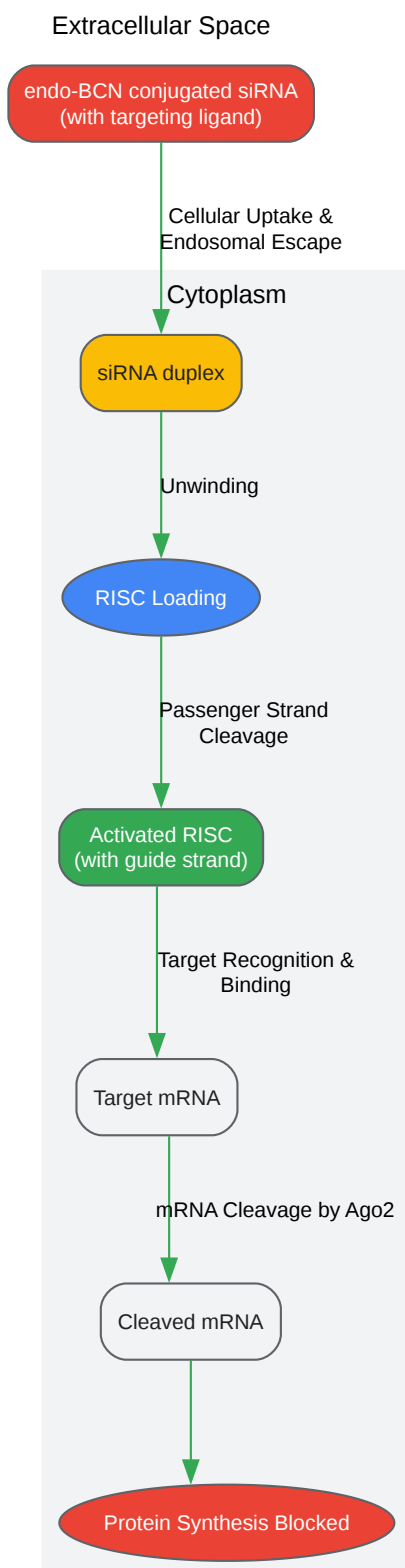 Extracellular Space
endo-BCN conjugated siRNA
(with targeting ligand)
Cellular Uptake &
Endosomal Escape
Cytoplasm
siRNA duplex
Unwinding
RISC Loading
Passenger Strand
Cleavage
Activated RISC
(with guide strand)
Target Recognition &
Binding
Target mRNA
mRNA Cleavage by Ago2
Cleaved mRNA
Protein Synthesis Blocked